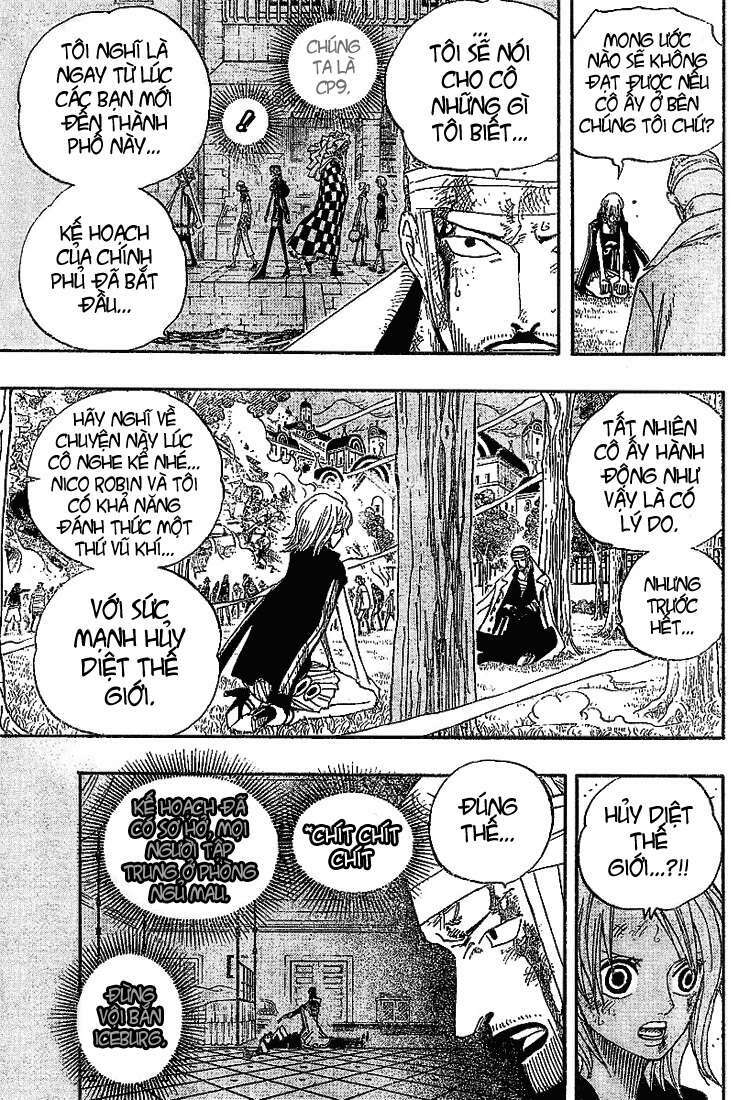 MONG ƯỚC
NÀO SẼ KHÔNG
ĐẠT ĐƯỢC NẾU
CÔ ẤY Ở BÊN
CHÚNG TÔI CHỨ?
...
TÔI SẼ NÓI
CHO CÔ
NHỮNG GÌ
TÔI BIẾT...
CHÚNG
TA LÀ
CP9.
!!
TÔI NGHĨ LÀ
NGAY TỪ LÚC
CÁC BẠN MỚI
ĐẾN THÀNH
PHỐ NÀY...
KẾ HOẠCH
CỦA CHÍNH
PHỦ ĐÃ BẮT
ĐẦU...
TẤT NHIÊN
CÔ ẤY HÀNH
ĐỘNG NHƯ
VẬY LÀ CÓ
LÝ DO.
NHƯNG
TRƯỚC
HẾT...
HÃY NGHĨ VỀ
CHUYỆN NÀY LÚC
CÔ NGHE KỂ NHÉ...
NICO ROBIN VÀ TÔI
CÓ KHẢ NĂNG
ĐÁNH THỨC MỘT
THỨ VŨ KHÍ...
VỚI SỨC
MẠNH HỦY
DIỆT THẾ
GIỚI.
HỦY DIỆT
THẾ
GIỚI...?!!
ĐÚNG
THẾ...
"CHÍT CHÍT
CHÍT
KẾ HOẠCH ĐÃ
CÓ SƠ HỞ, MỌI
NGƯỜI TẬP
TRUNG Ở PHÒNG
NGỦ MAU.
ĐỪNG
VỘI BẮN
ICEBURG.